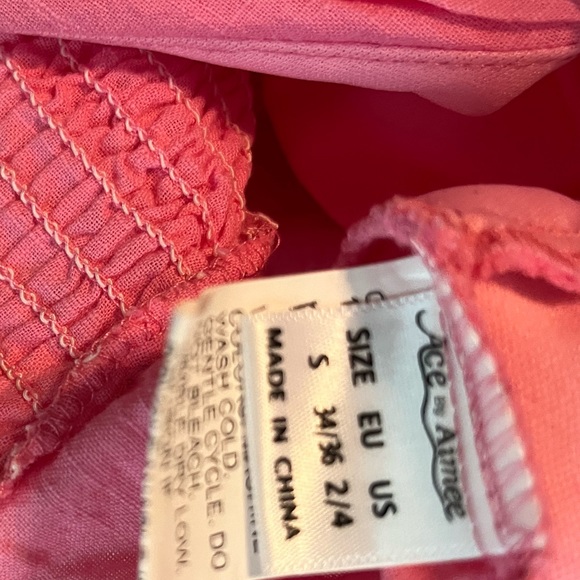 Ace By Aimee
SIZE EU US
S 34/36 2/4
MADE IN CHINA
WASH COLD.
GENTLE CYCLE. DO
BLEACH.
DRY LOW.